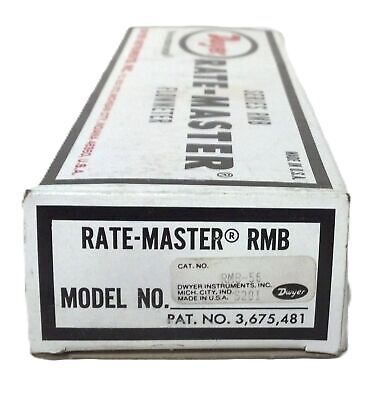 Dwyer
SERIES RMB
RATE-MASTER®
FLOWMETER
MADE IN U.S.A.
RATE-MASTER® RMB
CAT. NO.
RMB-56
DWYER INSTRUMENTS, INC.
MICH. CITY, IND.
MADE IN U.S.A.
Dwyer
MODEL NO.
PAT. NO. 3,675,481